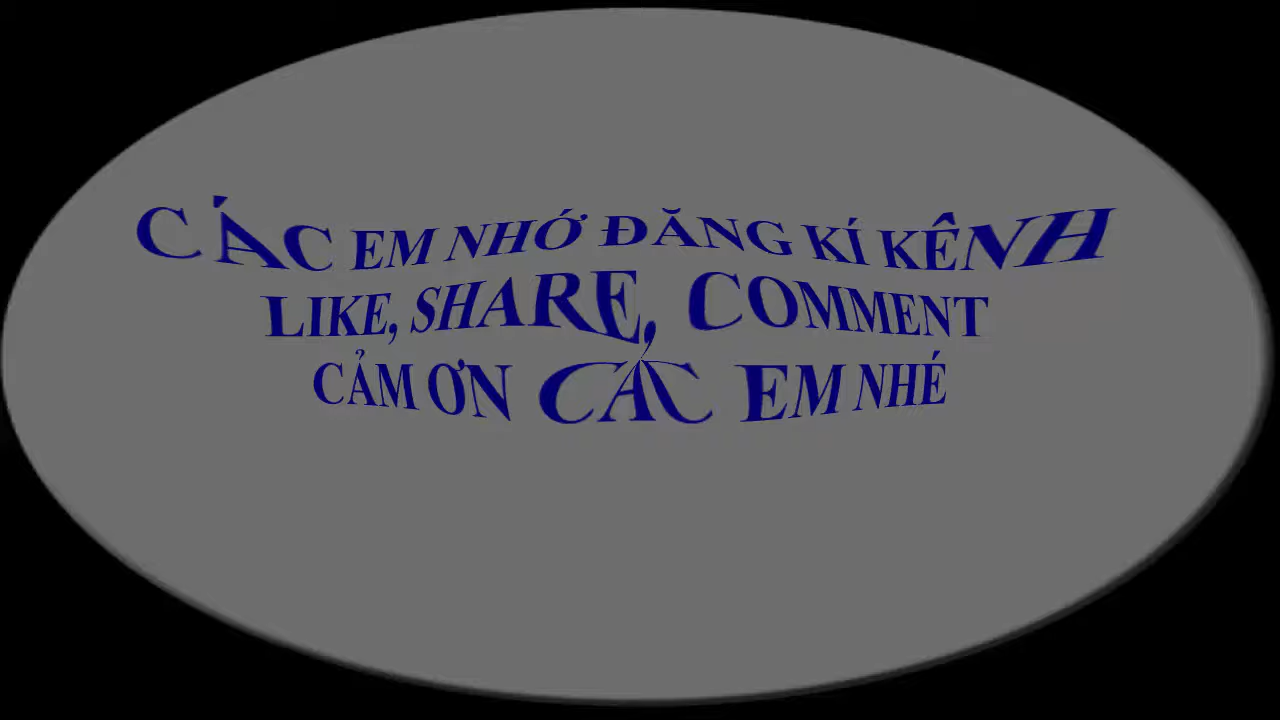 CÁC EM NHỚ ĐĂNG KÍ KÊNH
LIKE, SHARE, COMMENT
CẢM ƠN CÁC EM NHÉ